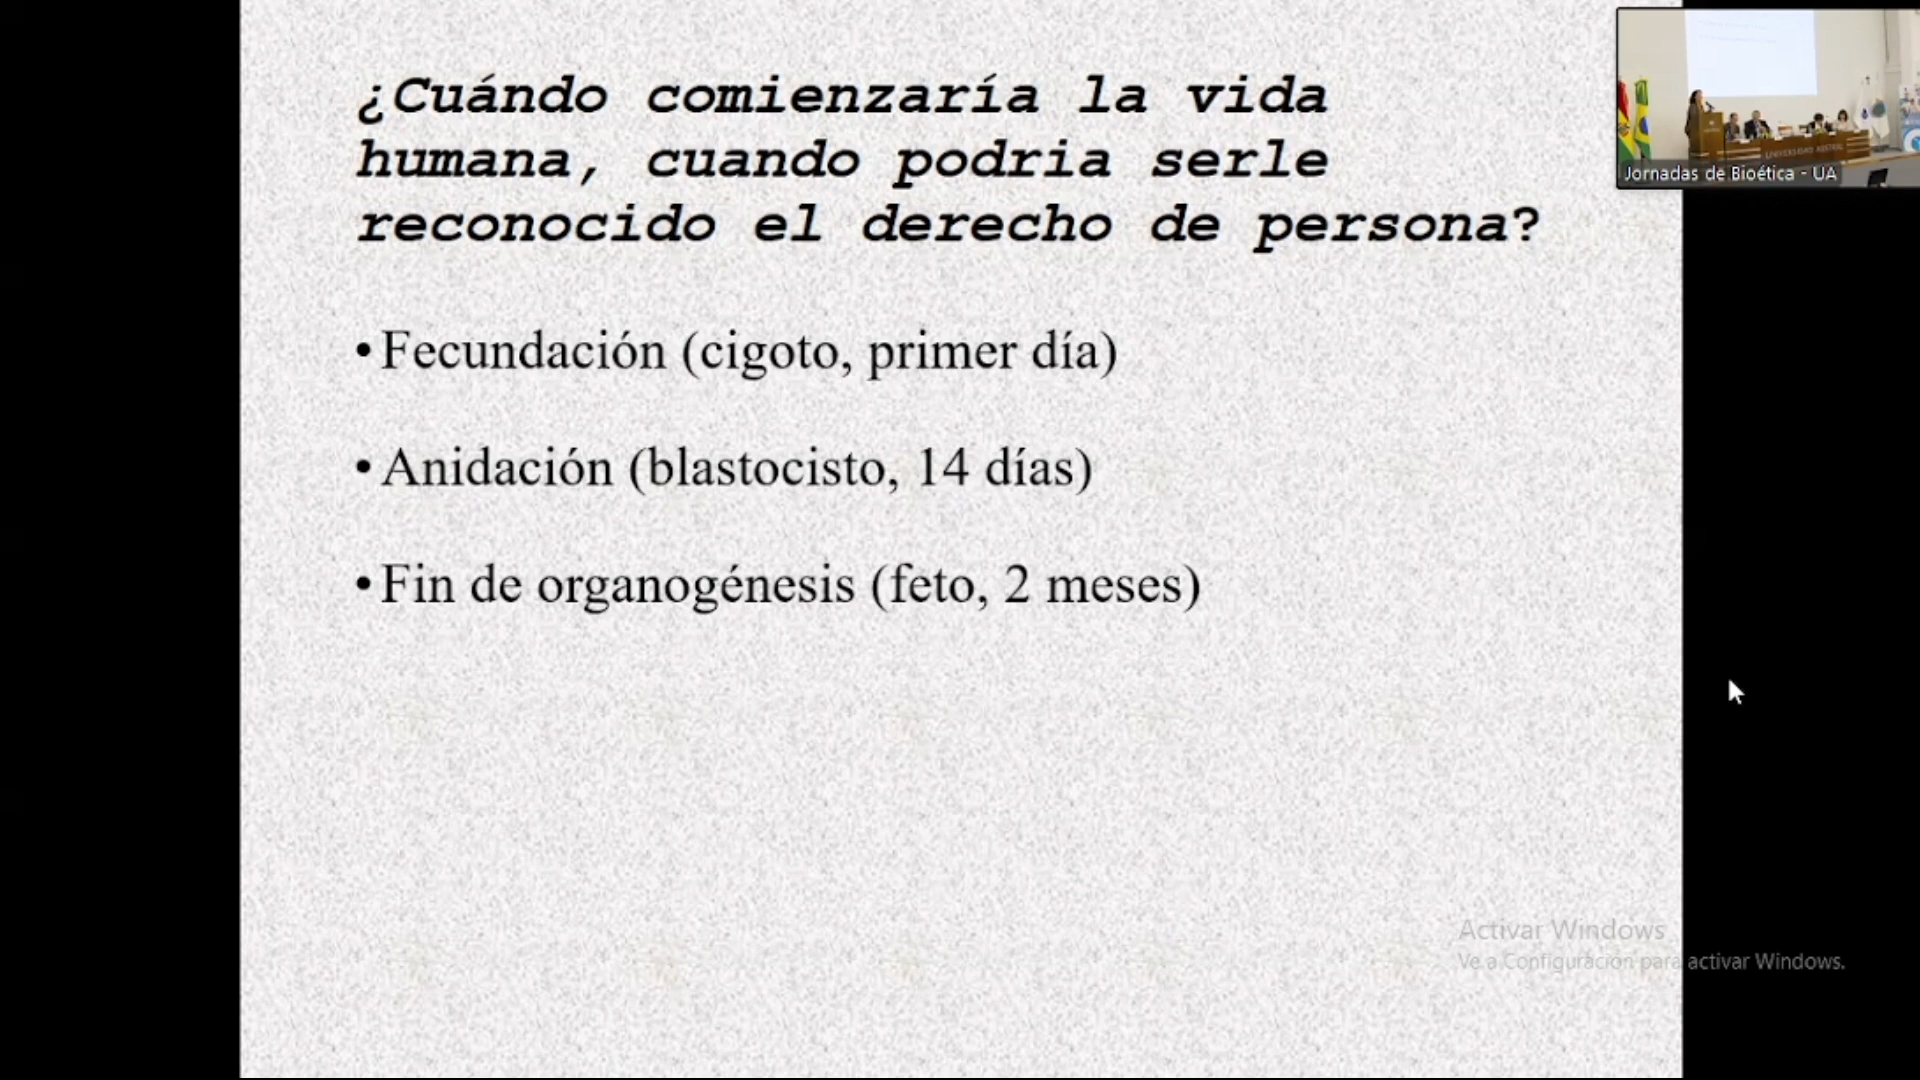 ¿Cuándo comienzaría la vida
humana, cuando podria serle
reconocido el derecho de persona?
•Fecundación (cigoto, primer día)
•Anidación (blastocisto, 14 días)
•Fin de organogénesis (feto, 2 meses)
UNIVERSIDAD AUSTRAL
Jornadas de Bioética - UA
Activar Windows
Ve a Configuración para activar Windows.